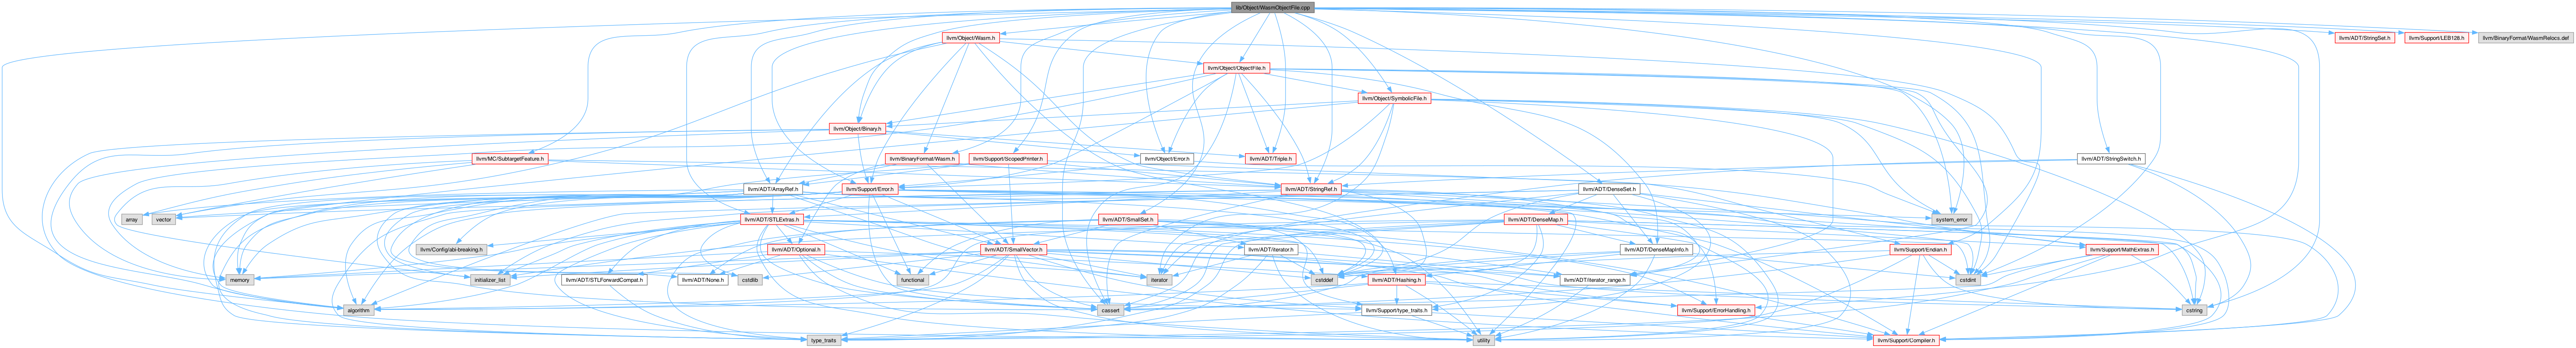 lib/Object/WasmObjectFile.cpp
llvm/Object/Wasm.h
llvm/ADT/StringSet.h
llvm/Support/LEB128.h
llvm/BinaryFormat/WasmRelocs.def
llvm/Object/ObjectFile.h
llvm/Object/SymbolicFile.h
llvm/Object/Binary.h
llvm/MC/SubtargetFeature.h
llvm/BinaryFormat/Wasm.h
llvm/Support/ScopedPrinter.h
llvm/Object/Error.h
llvm/ADT/Triple.h
llvm/ADT/StringSwitch.h
llvm/ADT/ArrayRef.h
llvm/Support/Error.h
llvm/ADT/StringRef.h
llvm/ADT/DenseSet.h
array
vector
llvm/ADT/STLExtras.h
llvm/ADT/SmallSet.h
llvm/ADT/DenseMap.h
system_error
llvm/Config/abi-breaking.h
llvm/ADT/Optional.h
llvm/ADT/SmallVector.h
llvm/ADT/iterator.h
llvm/ADT/DenseMapInfo.h
llvm/Support/Endian.h
llvm/Support/MathExtras.h
memory
initializer_list
llvm/ADT/STLForwardCompat.h
llvm/ADT/None.h
cstdlib
functional
iterator
cstddef
llvm/ADT/Hashing.h
llvm/ADT/iterator_range.h
cstdint
algorithm
cassert
llvm/Support/type_traits.h
llvm/Support/ErrorHandling.h
cstring
type_traits
utility
llvm/Support/Compiler.h